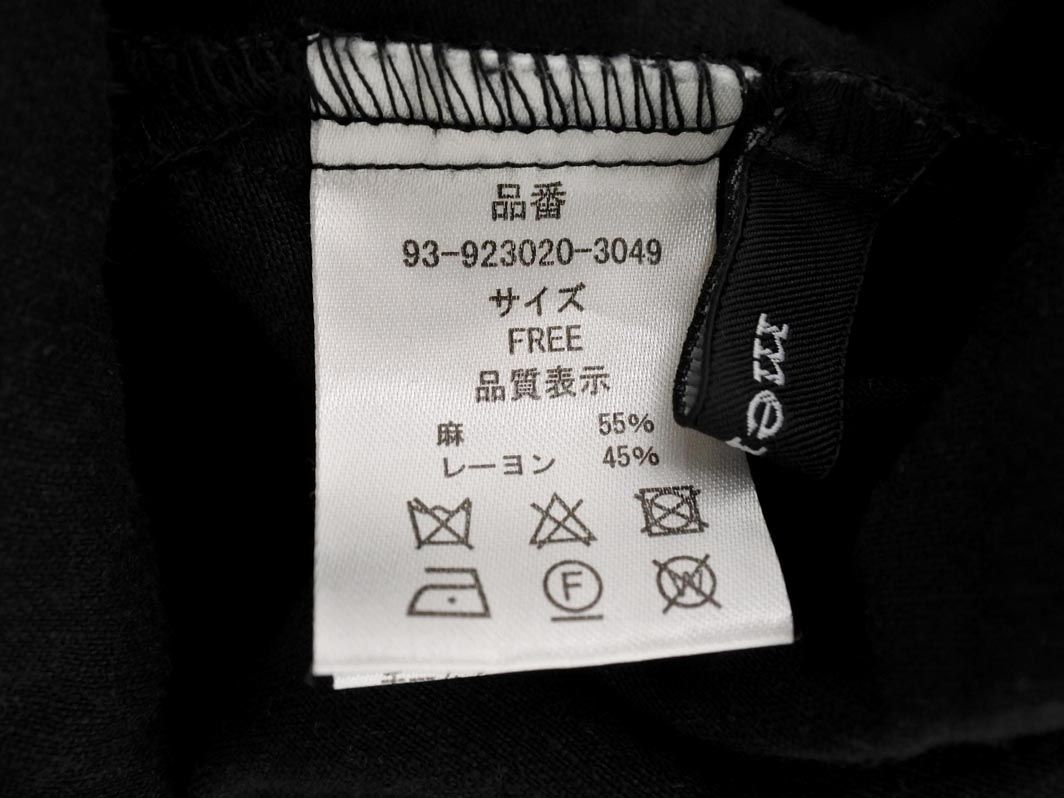 品番
93-923020-3049
サイズ
FREE
品質表示
麻 55%
レーヨン 45%
F
W
me